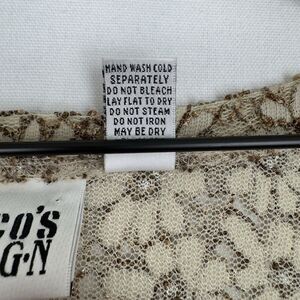 HAND WASH COLD
SEPARATELY
DO NOT BLEACH
LAY FLAT TO DRY
DO NOT STEAM
DO NOT IRON
MAY BE DRY
co's
G·N